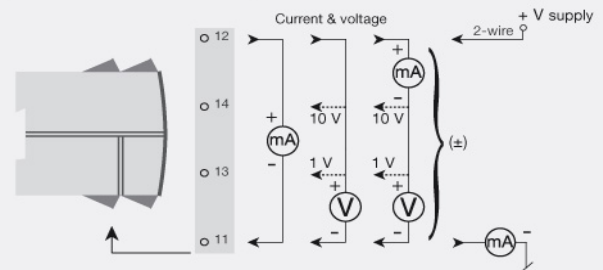 Current & voltage
+ V supply
2-wire
12
14
13
11
+
mA
-
10 V
1 V
+
V
-
+
mA
-
10 V
1 V
+
V
-
(±)
mA
-